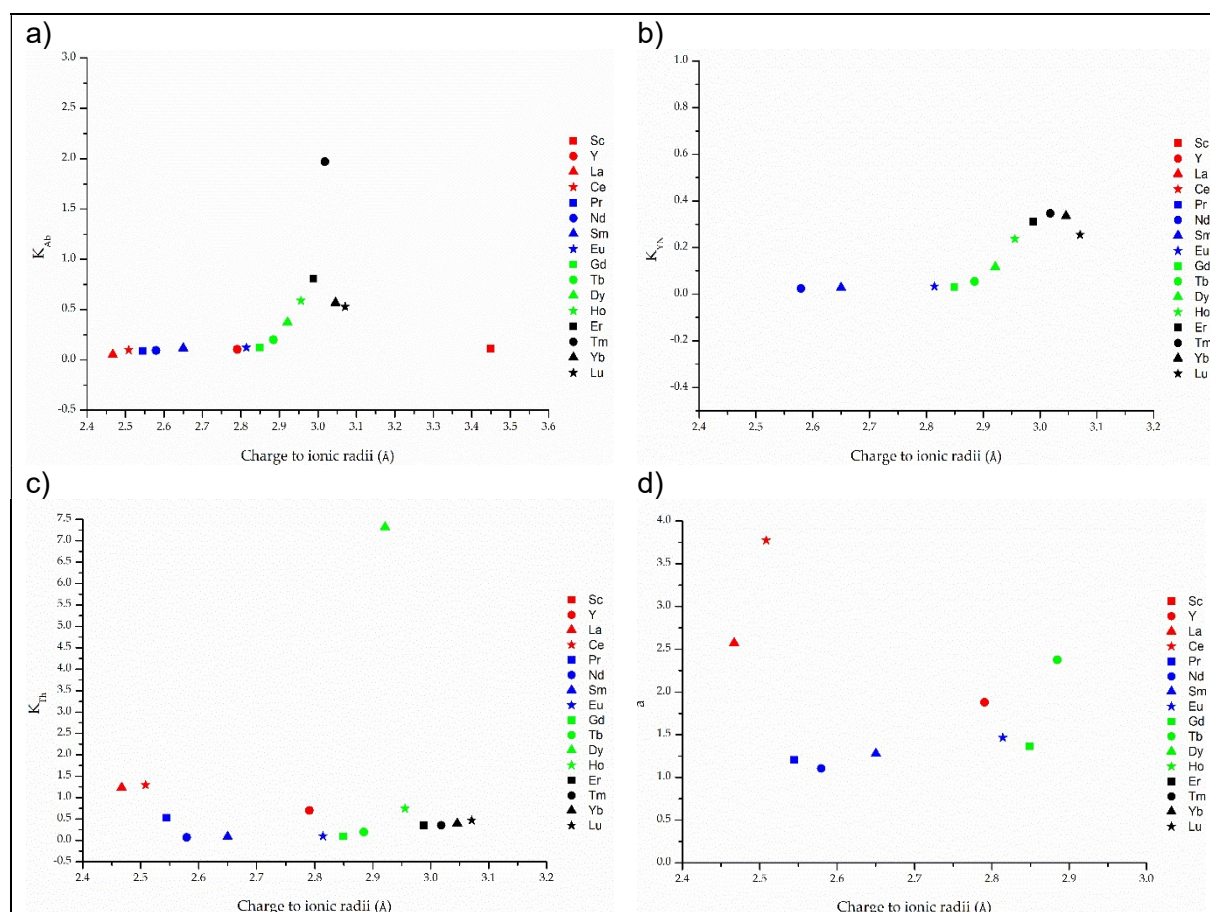 a)
3.0
2.5
2.0
1.5
1.0
0.5
0.0
-0.5
K_Ab
2.4 2.5 2.6 2.7 2.8 2.9 3.0 3.1 3.2 3.3 3.4 3.5 3.6
Charge to ionic radii (Å)
Sc
Y
La
Ce
Pr
Nd
Sm
Eu
Gd
Tb
Dy
Ho
Er
Tm
Yb
Lu
b)
1.0
0.8
0.6
0.4
0.2
0.0
-0.2
-0.4
K_YN
2.4 2.5 2.6 2.7 2.8 2.9 3.0 3.1 3.2
Charge to ionic radii (Å)
Sc
Y
La
Ce
Pr
Nd
Sm
Eu
Gd
Tb
Dy
Ho
Er
Tm
Yb
Lu
c)
7.5
7.0
6.5
6.0
5.5
5.0
4.5
4.0
3.5
3.0
2.5
2.0
1.5
1.0
0.5
0.0
-0.5
K_Th
2.4 2.5 2.6 2.7 2.8 2.9 3.0 3.1 3.2
Charge to ionic radii (Å)
Sc
Y
La
Ce
Pr
Nd
Sm
Eu
Gd
Tb
Dy
Ho
Er
Tm
Yb
Lu
d)
4.0
3.5
3.0
2.5
2.0
1.5
1.0
0.5
0.0
a
2.4 2.5 2.6 2.7 2.8 2.9 3.0
Charge to ionic radii (Å)
Sc
Y
La
Ce
Pr
Nd
Sm
Eu
Gd
Tb
Dy
Ho
Er
Tm
Yb
Lu